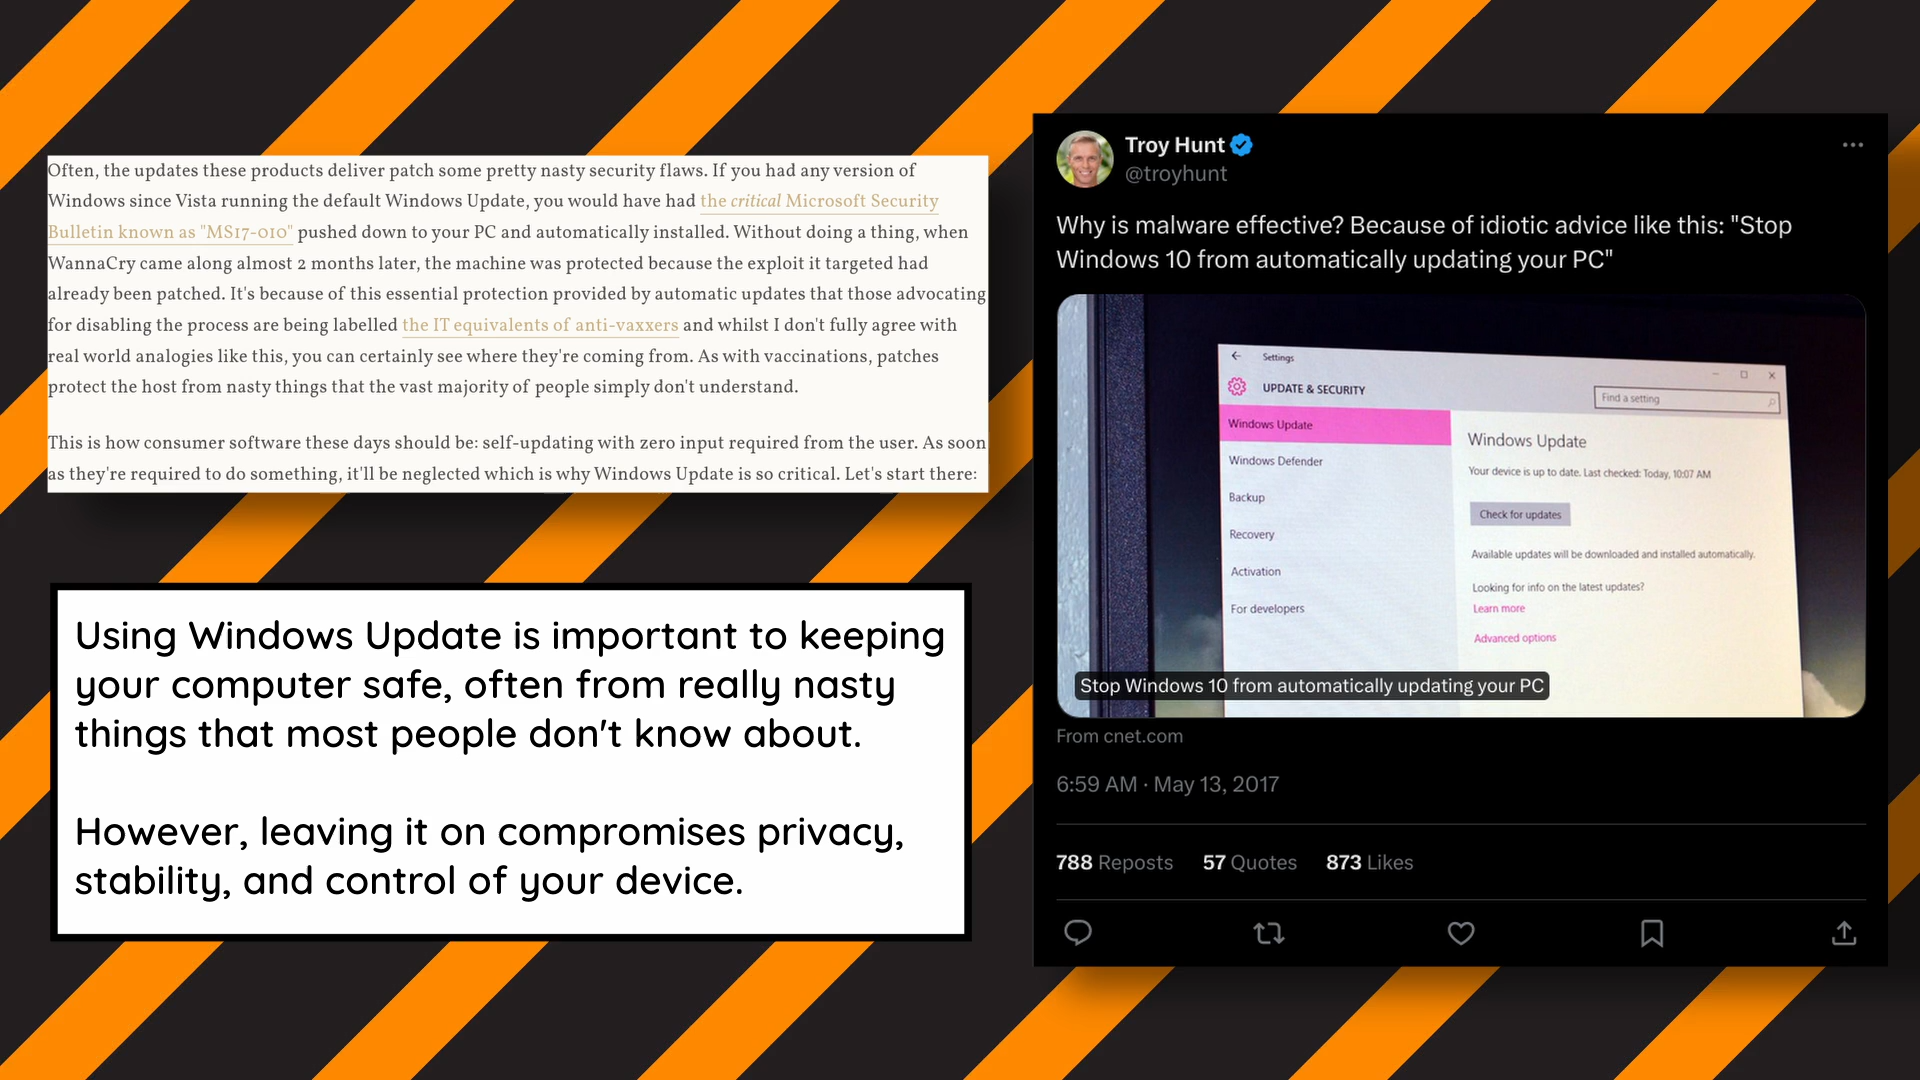 Often, the updates these products deliver patch some pretty nasty security flaws. If you had any version of
Windows since Vista running the default Windows Update, you would have had the critical Microsoft Security
Bulletin known as "MS17-010" pushed down to your PC and automatically installed. Without doing a thing, when
WannaCry came along almost 2 months later, the machine was protected because the exploit it targeted had
already been patched. It's because of this essential protection provided by automatic updates that those advocating
for disabling the process are being labelled the IT equivalents of anti-vaxxers and whilst I don't fully agree with
real world analogies like this, you can certainly see where they're coming from. As with vaccinations, patches
protect the host from nasty things that the vast majority of people simply don't understand.
This is how consumer software these days should be: self-updating with zero input required from the user. As soon
as they're required to do something, it'll be neglected which is why Windows Update is so critical. Let's start there:
Using Windows Update is important to keeping
your computer safe, often from really nasty
things that most people don't know about.
However, leaving it on compromises privacy,
stability, and control of your device.
Troy Hunt
@troyhunt
Why is malware effective? Because of idiotic advice like this: "Stop
Windows 10 from automatically updating your PC"
Settings
UPDATE & SECURITY
Find a setting
Windows Update
Windows Defender
Backup
Recovery
Activation
For developers
Windows Update
Your device is up to date. Last checked: Today, 10:07 AM
Check for updates
Available updates will be downloaded and installed automatically.
Looking for info on the latest updates?
Learn more
Advanced options
Stop Windows 10 from automatically updating your PC
From cnet.com
6:59 AM · May 13, 2017
788 Reposts 57 Quotes 873 Likes